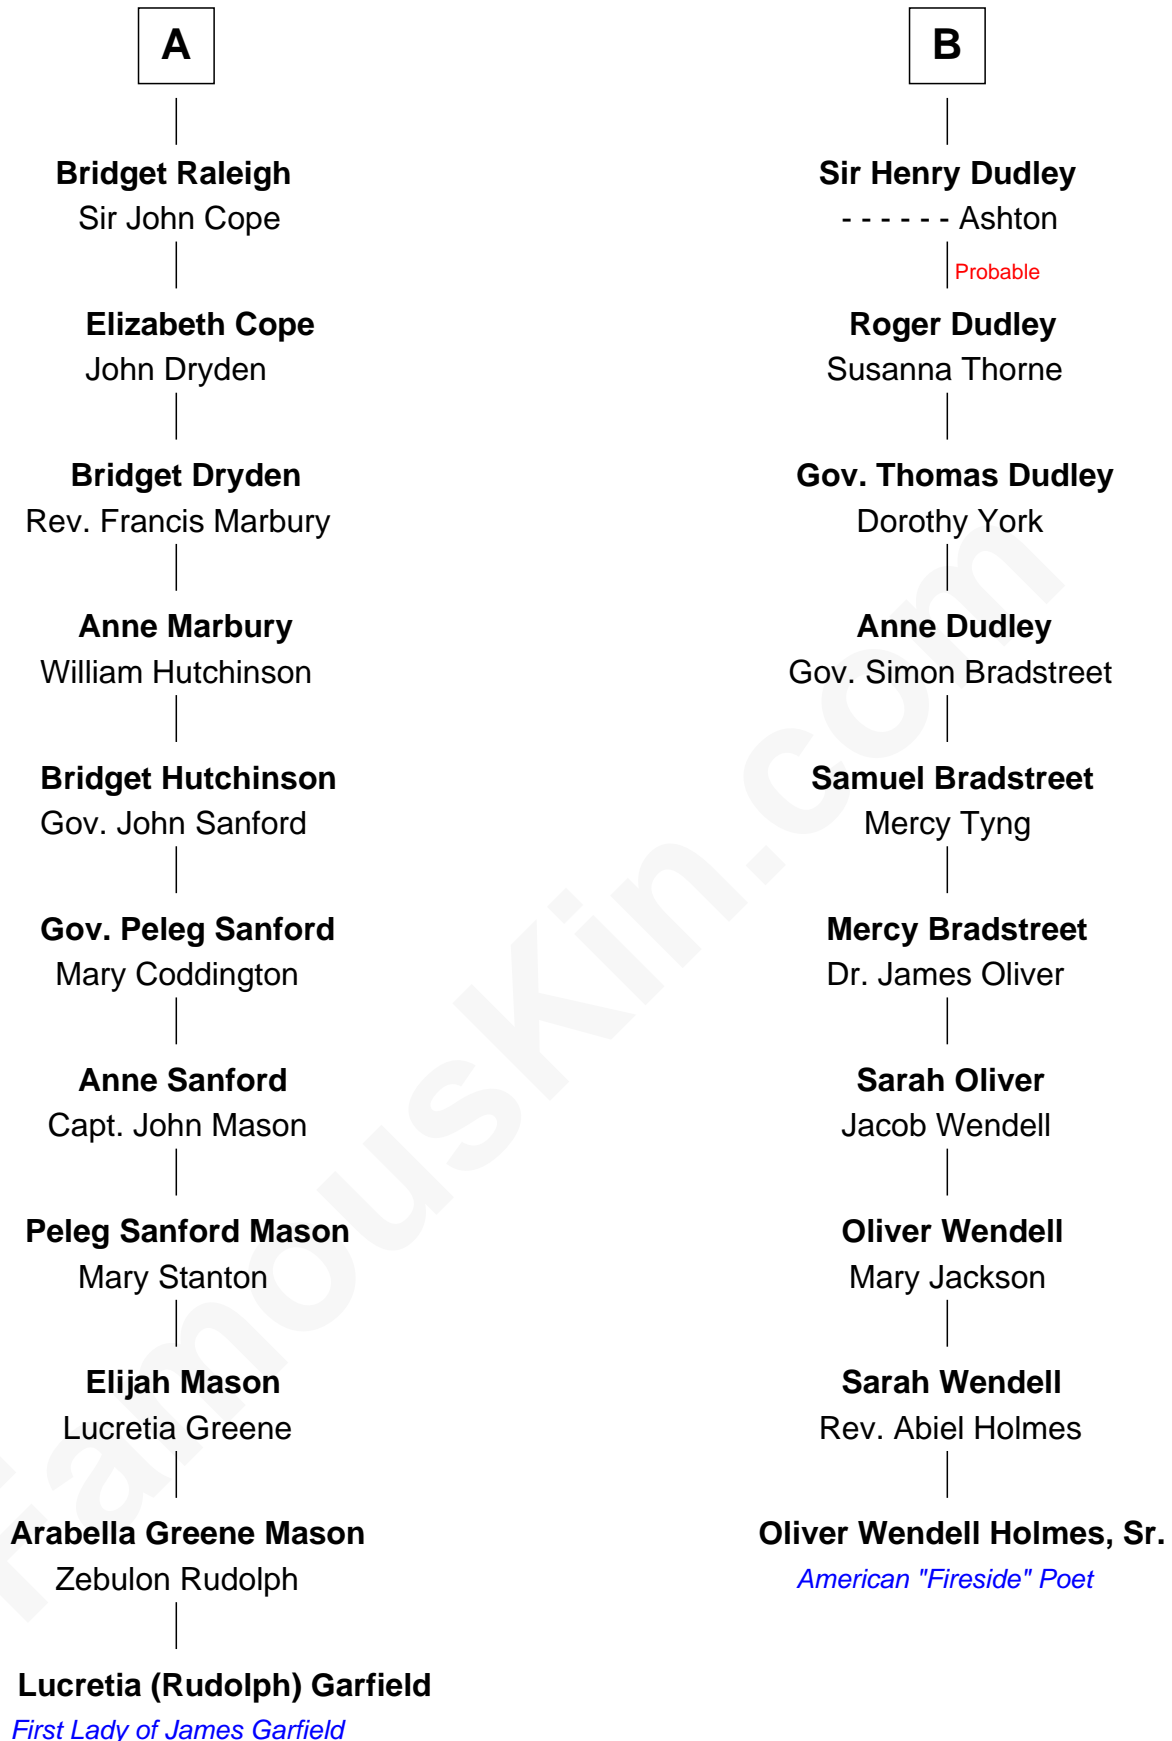 A
Bridget Raleigh
Sir John Cope
Elizabeth Cope
John Dryden
Bridget Dryden
Rev. Francis Marbury
Anne Marbury
William Hutchinson
Bridget Hutchinson
Gov. John Sanford
Gov. Peleg Sanford
Mary Coddington
Anne Sanford
Capt. John Mason
Peleg Sanford Mason
Mary Stanton
Elijah Mason
Lucretia Greene
Arabella Greene Mason
Zebulon Rudolph
Lucretia (Rudolph) Garfield
First Lady of James Garfield
B
Sir Henry Dudley
- - - - - - Ashton
Probable
Roger Dudley
Susanna Thorne
Gov. Thomas Dudley
Dorothy York
Anne Dudley
Gov. Simon Bradstreet
Samuel Bradstreet
Mercy Tyng
Mercy Bradstreet
Dr. James Oliver
Sarah Oliver
Jacob Wendell
Oliver Wendell
Mary Jackson
Sarah Wendell
Rev. Abiel Holmes
Oliver Wendell Holmes, Sr.
American "Fireside" Poet
FamousKin.com